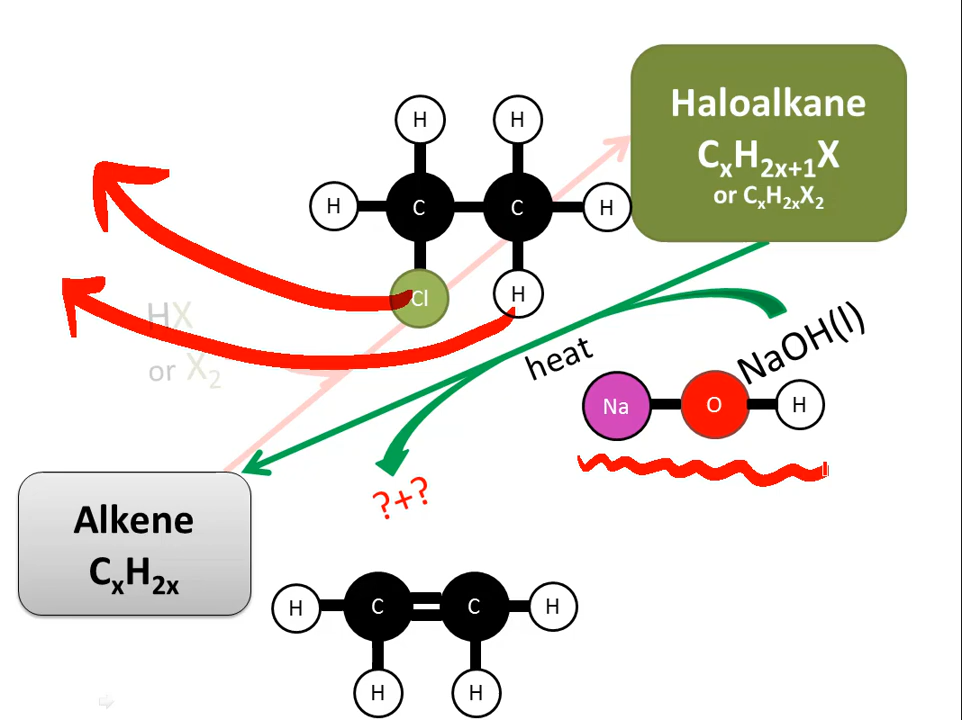 Haloalkane
CₓH₂ₓ₊₁X
or CₓH₂ₓX₂
H H
H C C H
Cl H
HX
or X₂
heat
NaOH(l)
Na O H
?+?
Alkene
CₓH₂ₓ
H C C H
H H